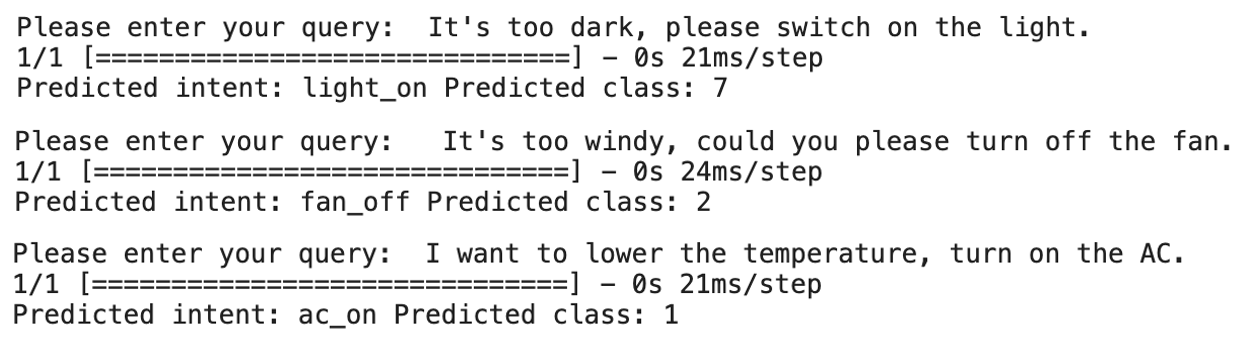 Please enter your query:  It's too dark, please switch on the light.
1/1 [==============================] - 0s 21ms/step
Predicted intent: light_on Predicted class: 7
Please enter your query:   It's too windy, could you please turn off the fan.
1/1 [==============================] - 0s 24ms/step
Predicted intent: fan_off Predicted class: 2
Please enter your query:  I want to lower the temperature, turn on the AC.
1/1 [==============================] - 0s 21ms/step
Predicted intent: ac_on Predicted class: 1